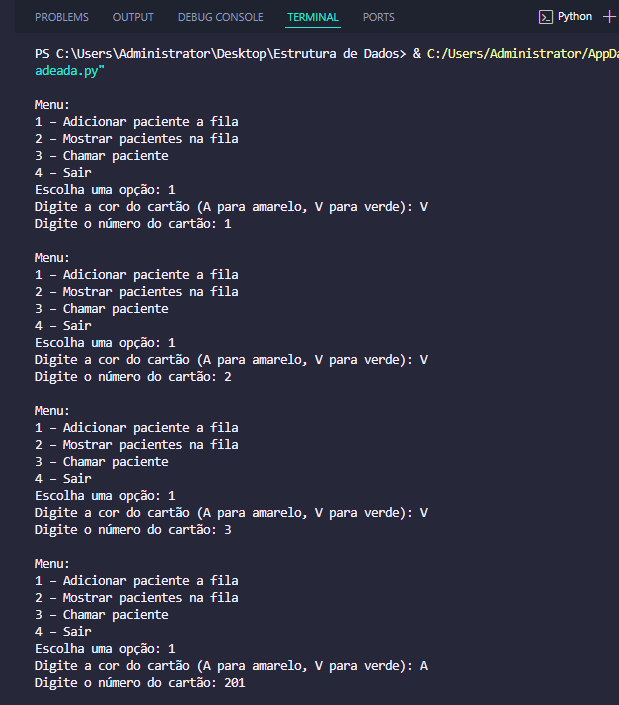 PROBLEMS OUTPUT DEBUG CONSOLE TERMINAL PORTS Python
PS C:\Users\Administrator\Desktop\Estrutura de Dados> & C:/Users/Administrator/AppDa
adeada.py"
Menu:
1 – Adicionar paciente a fila
2 – Mostrar pacientes na fila
3 – Chamar paciente
4 – Sair
Escolha uma opção: 1
Digite a cor do cartão (A para amarelo, V para verde): V
Digite o número do cartão: 1
Menu:
1 – Adicionar paciente a fila
2 – Mostrar pacientes na fila
3 – Chamar paciente
4 – Sair
Escolha uma opção: 1
Digite a cor do cartão (A para amarelo, V para verde): V
Digite o número do cartão: 2
Menu:
1 – Adicionar paciente a fila
2 – Mostrar pacientes na fila
3 – Chamar paciente
4 – Sair
Escolha uma opção: 1
Digite a cor do cartão (A para amarelo, V para verde): V
Digite o número do cartão: 3
Menu:
1 – Adicionar paciente a fila
2 – Mostrar pacientes na fila
3 – Chamar paciente
4 – Sair
Escolha uma opção: 1
Digite a cor do cartão (A para amarelo, V para verde): A
Digite o número do cartão: 201